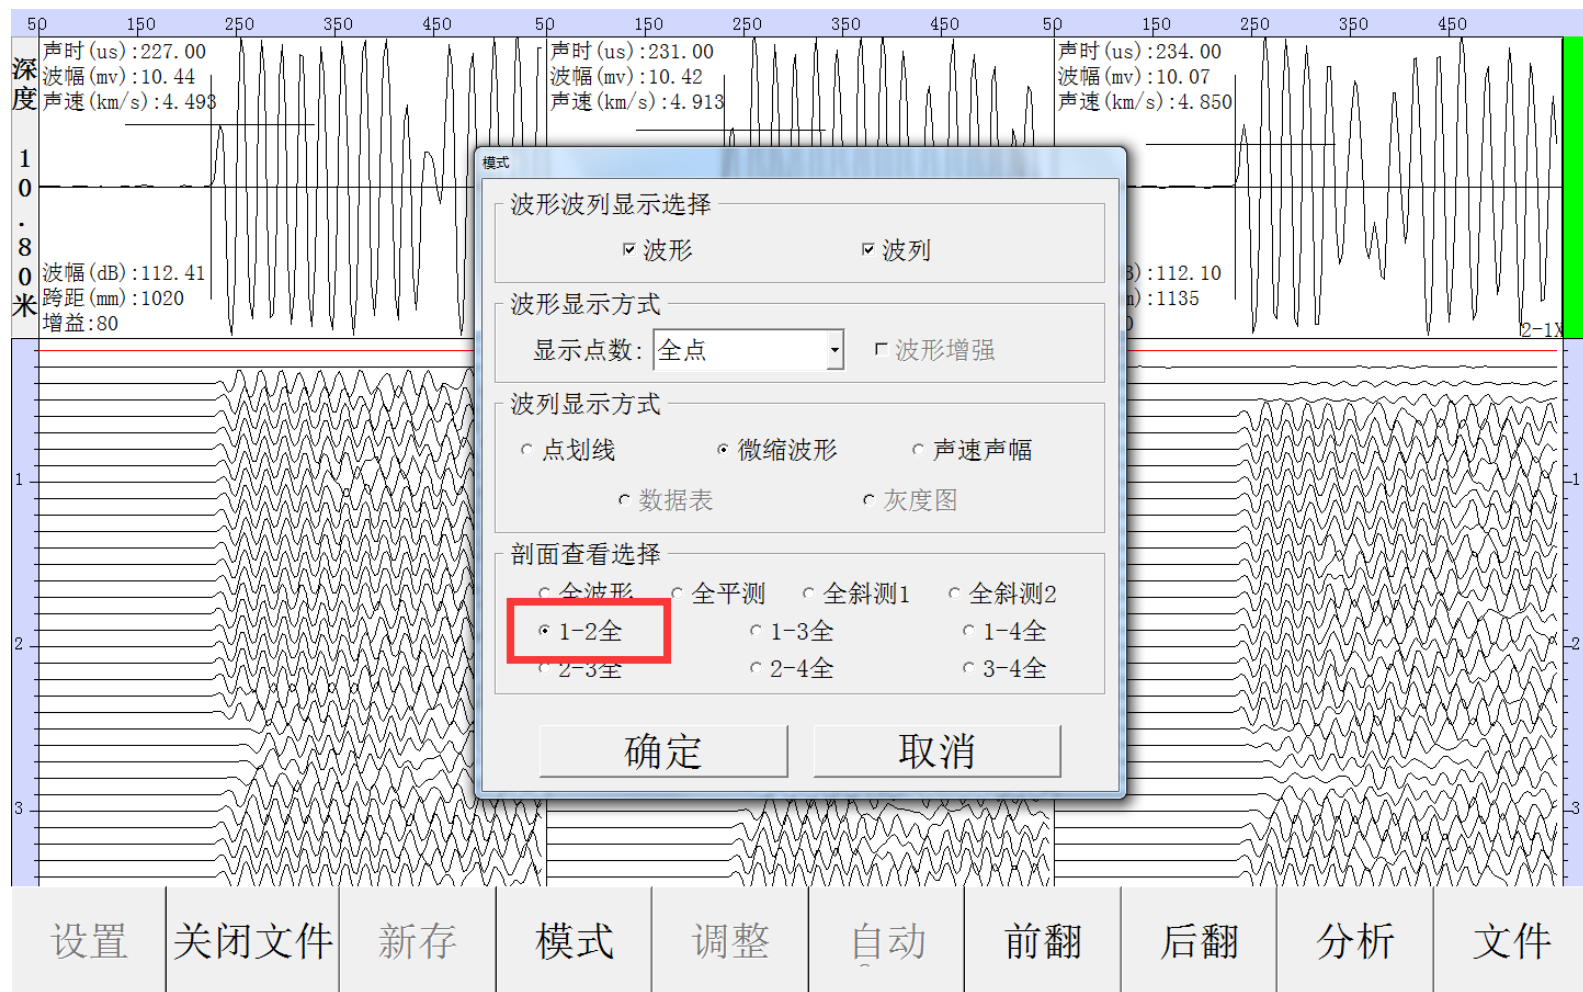 50 150 250 350 450 50 150 250 350 450 50 150 250 350 450
深度 10.80米
声时(us):227.00
波幅(mv):10.44
声速(km/s):4.493
波幅(dB):112.41
跨距(mm):1020
增益:80
声时(us):231.00
波幅(mv):10.42
声速(km/s):4.913
声时(us):234.00
波幅(mv):10.07
声速(km/s):4.850
):112.10
):1135
2-1X
模式
波形波列显示选择
波形 波列
波形显示方式
显示点数: 全点 波形增强
波列显示方式
点划线 微缩波形 声速声幅
数据表 灰度图
剖面查看选择
全波形 全平测 全斜测1 全斜测2
1-2全 1-3全 1-4全
2-3全 2-4全 3-4全
确定 取消
1 1
2 2
3 3
设置 关闭文件 新存 模式 调整 自动 前翻 后翻 分析 文件